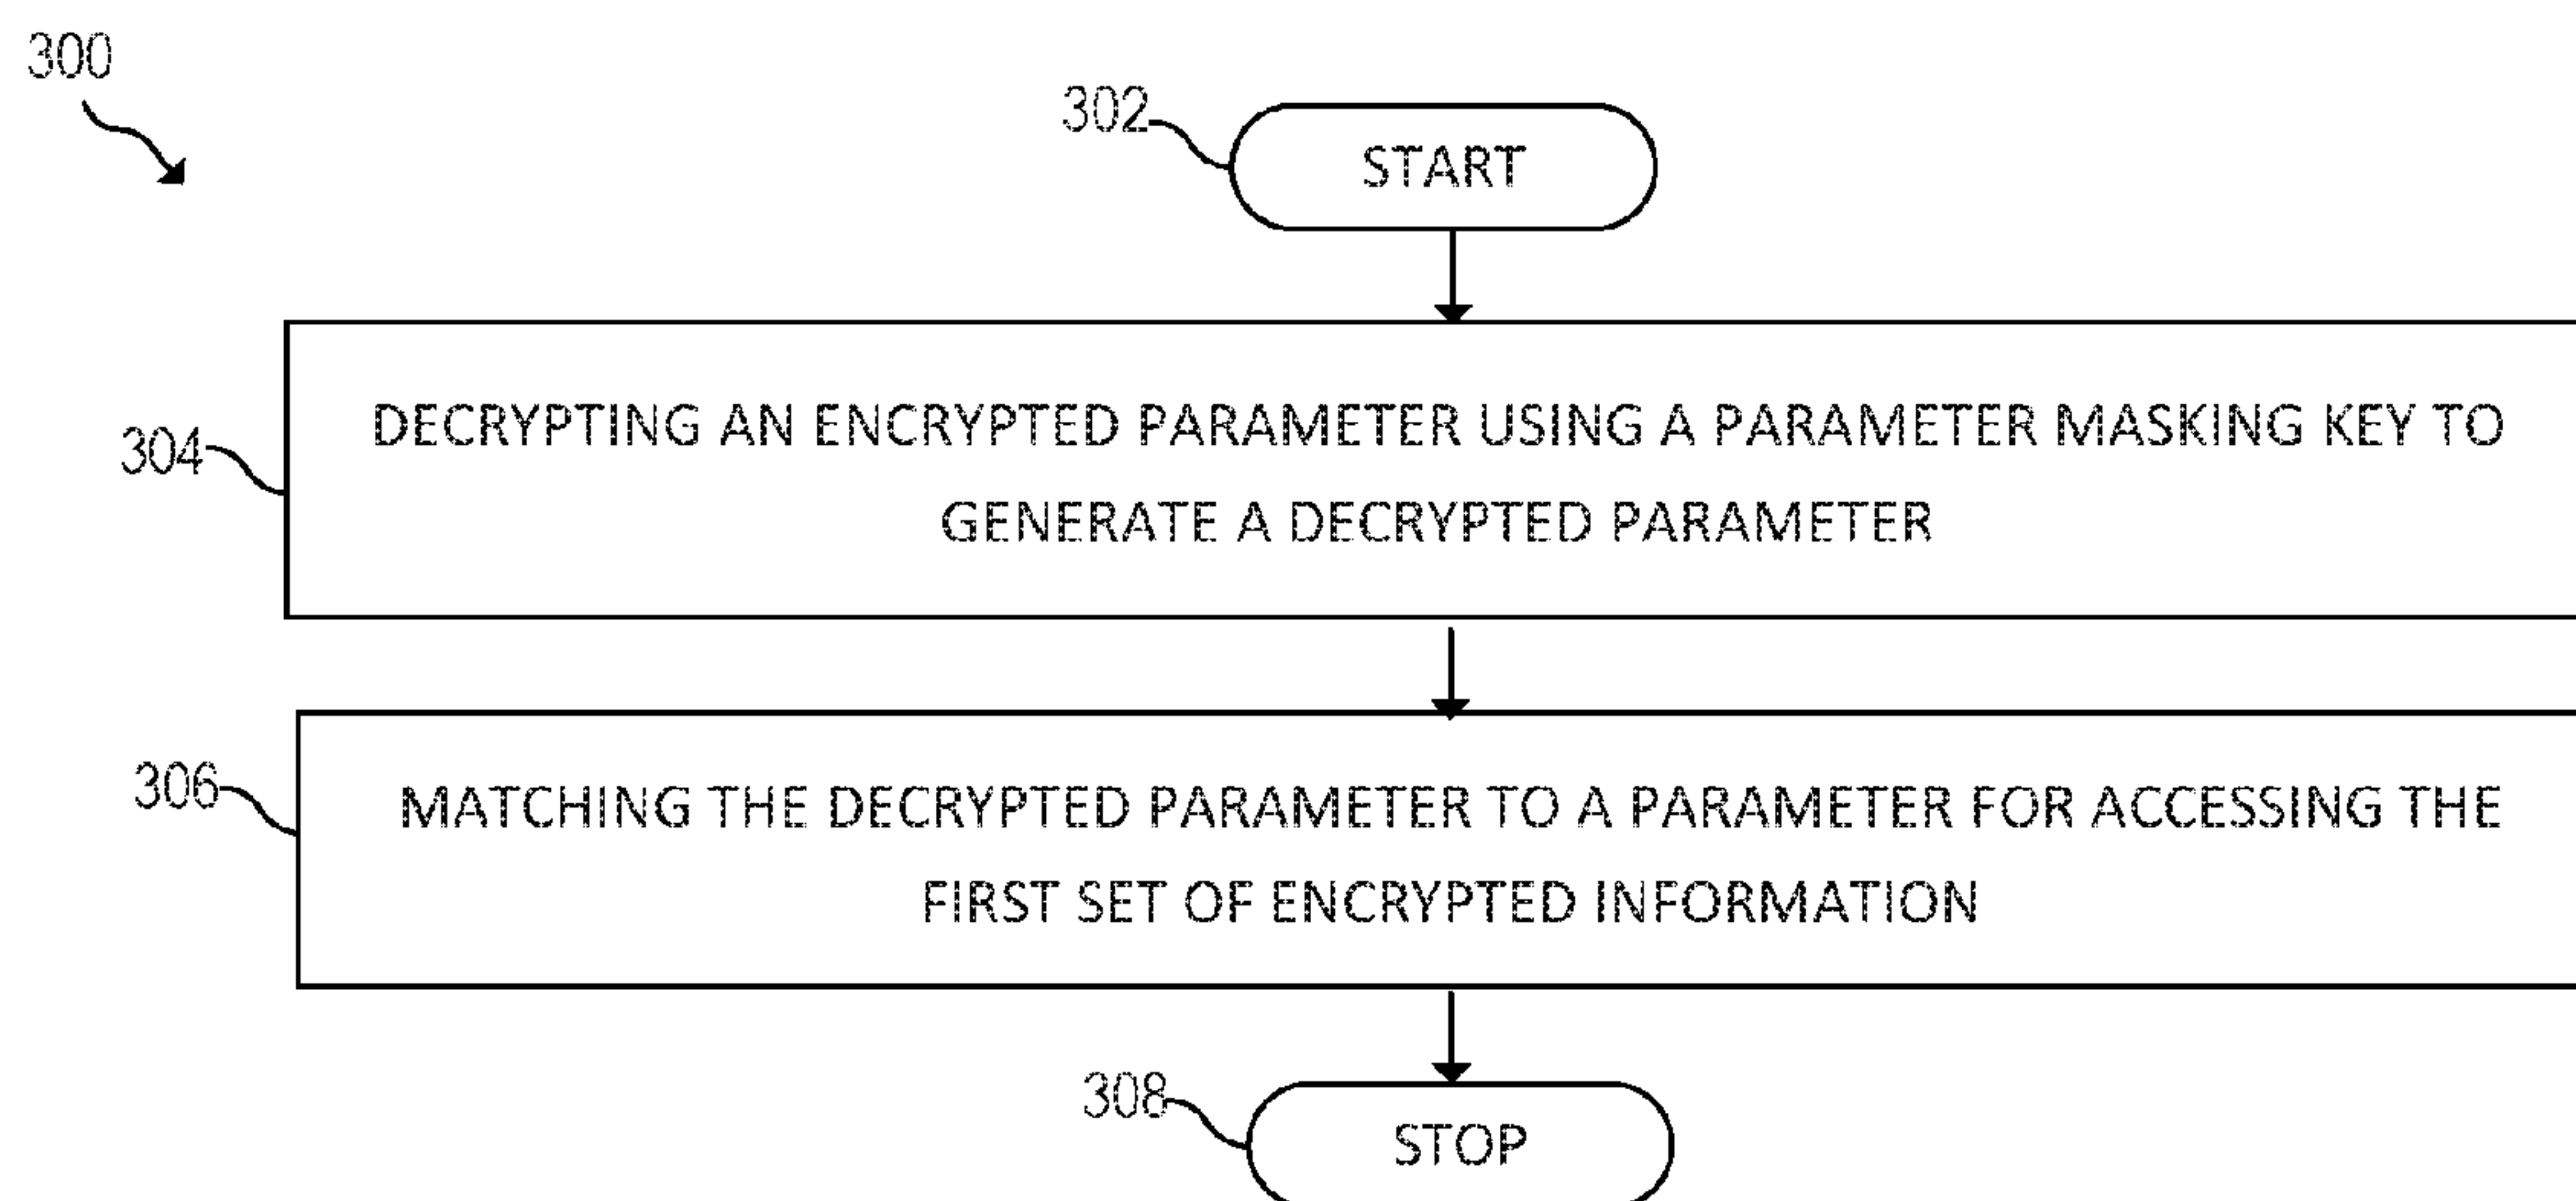 300
302
START
304
DECRYPTING AN ENCRYPTED PARAMETER USING A PARAMETER MASKING KEY TO
GENERATE A DECRYPTED PARAMETER
306
MATCHING THE DECRYPTED PARAMETER TO A PARAMETER FOR ACCESSING THE
FIRST SET OF ENCRYPTED INFORMATION
308
STOP